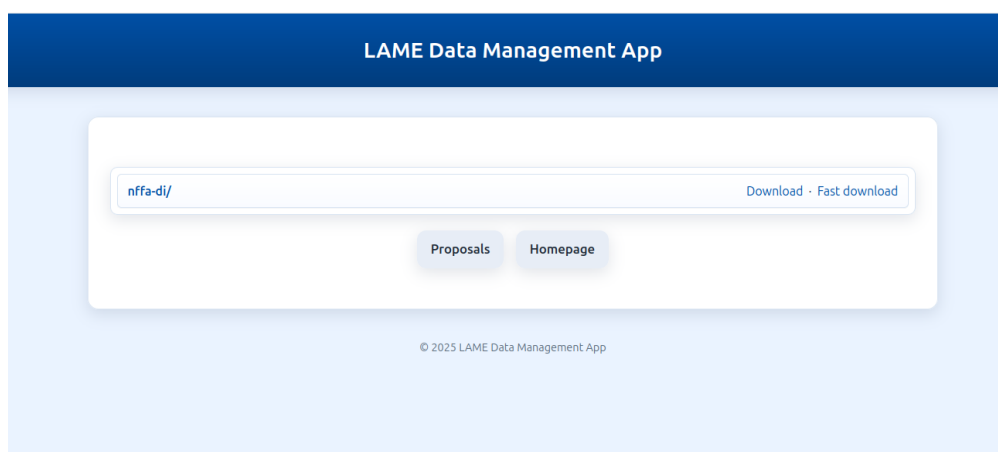 LAME Data Management App
nffa-di/ Download · Fast download
Proposals Homepage
© 2025 LAME Data Management App